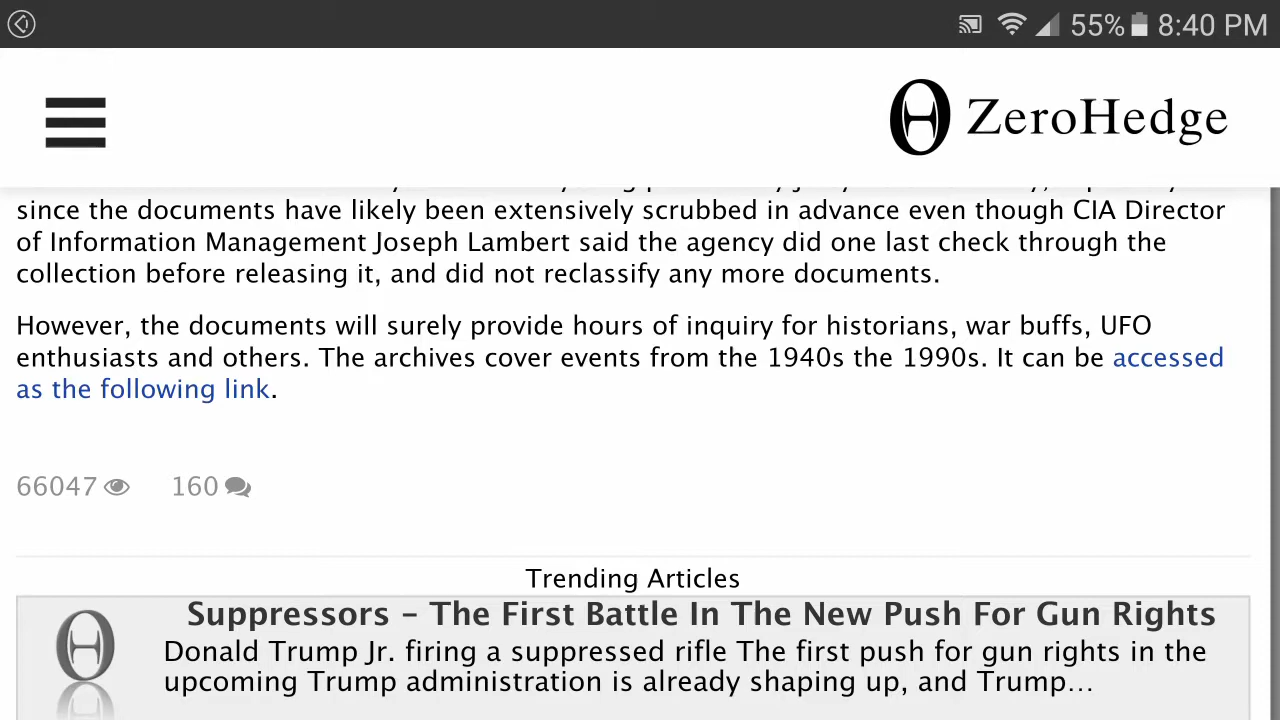 55% 8:40 PM
ZeroHedge
since the documents have likely been extensively scrubbed in advance even though CIA Director
of Information Management Joseph Lambert said the agency did one last check through the
collection before releasing it, and did not reclassify any more documents.
However, the documents will surely provide hours of inquiry for historians, war buffs, UFO
enthusiasts and others. The archives cover events from the 1940s the 1990s. It can be accessed
as the following link.
66047 160
Trending Articles
Suppressors – The First Battle In The New Push For Gun Rights
Donald Trump Jr. firing a suppressed rifle The first push for gun rights in the
upcoming Trump administration is already shaping up, and Trump...